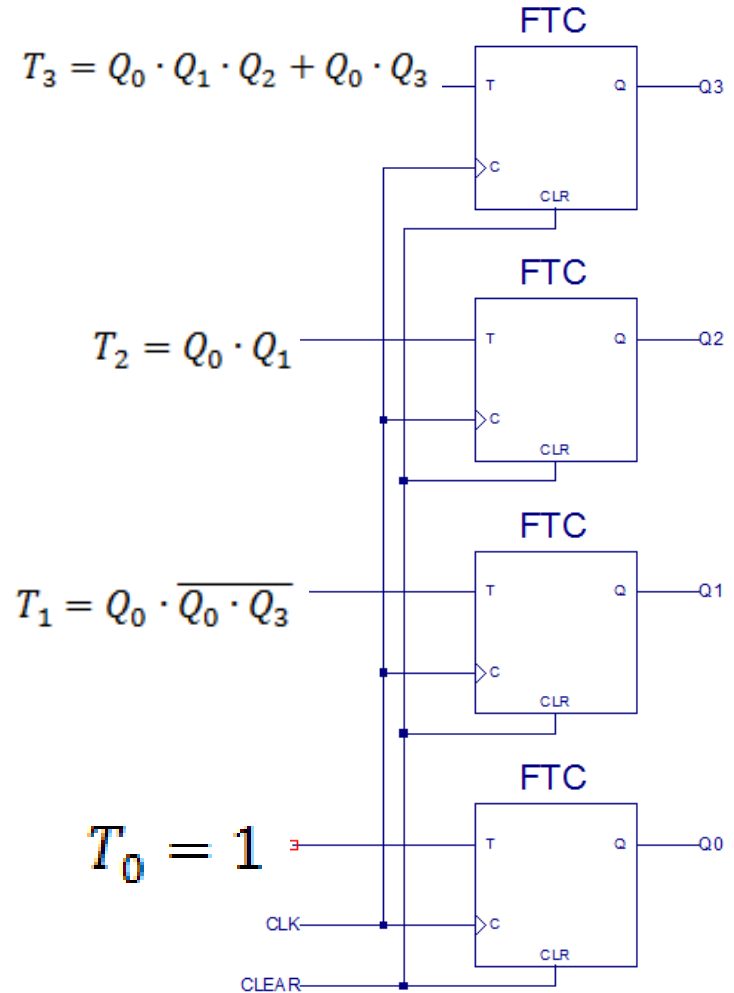 FTC
T₃ = Q₀ · Q₁ · Q₂ + Q₀ · Q₃
T Q Q3
C
CLR
FTC
T₂ = Q₀ · Q₁
T Q Q2
C
CLR
FTC
T₁ = Q₀ · \overline{Q₀ · Q₃}
T Q Q1
C
CLR
FTC
T₀ = 1
T Q Q0
CLK C
CLR
CLEAR